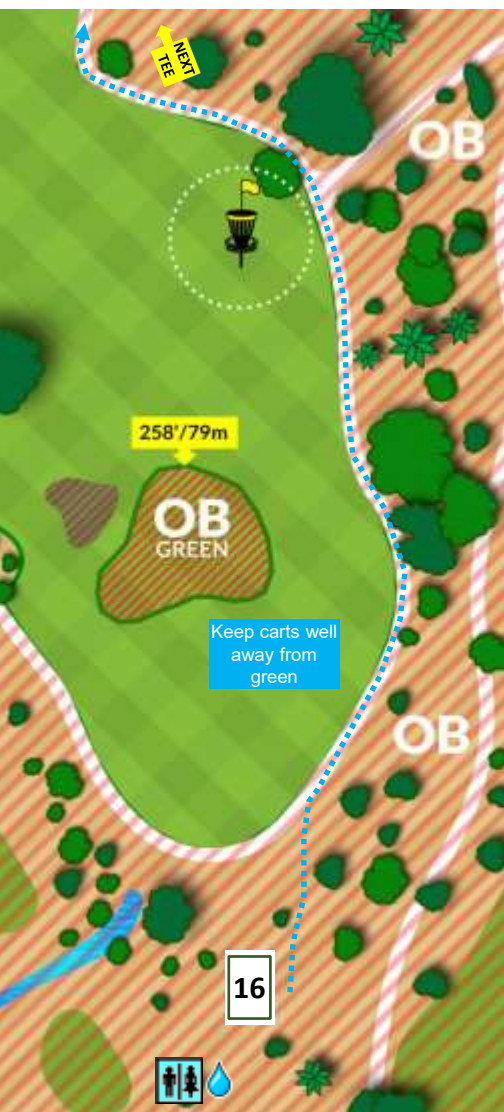 NEXT
TEE
OB
258'/79m
OB
GREEN
Keep carts well
away from
green
OB
16